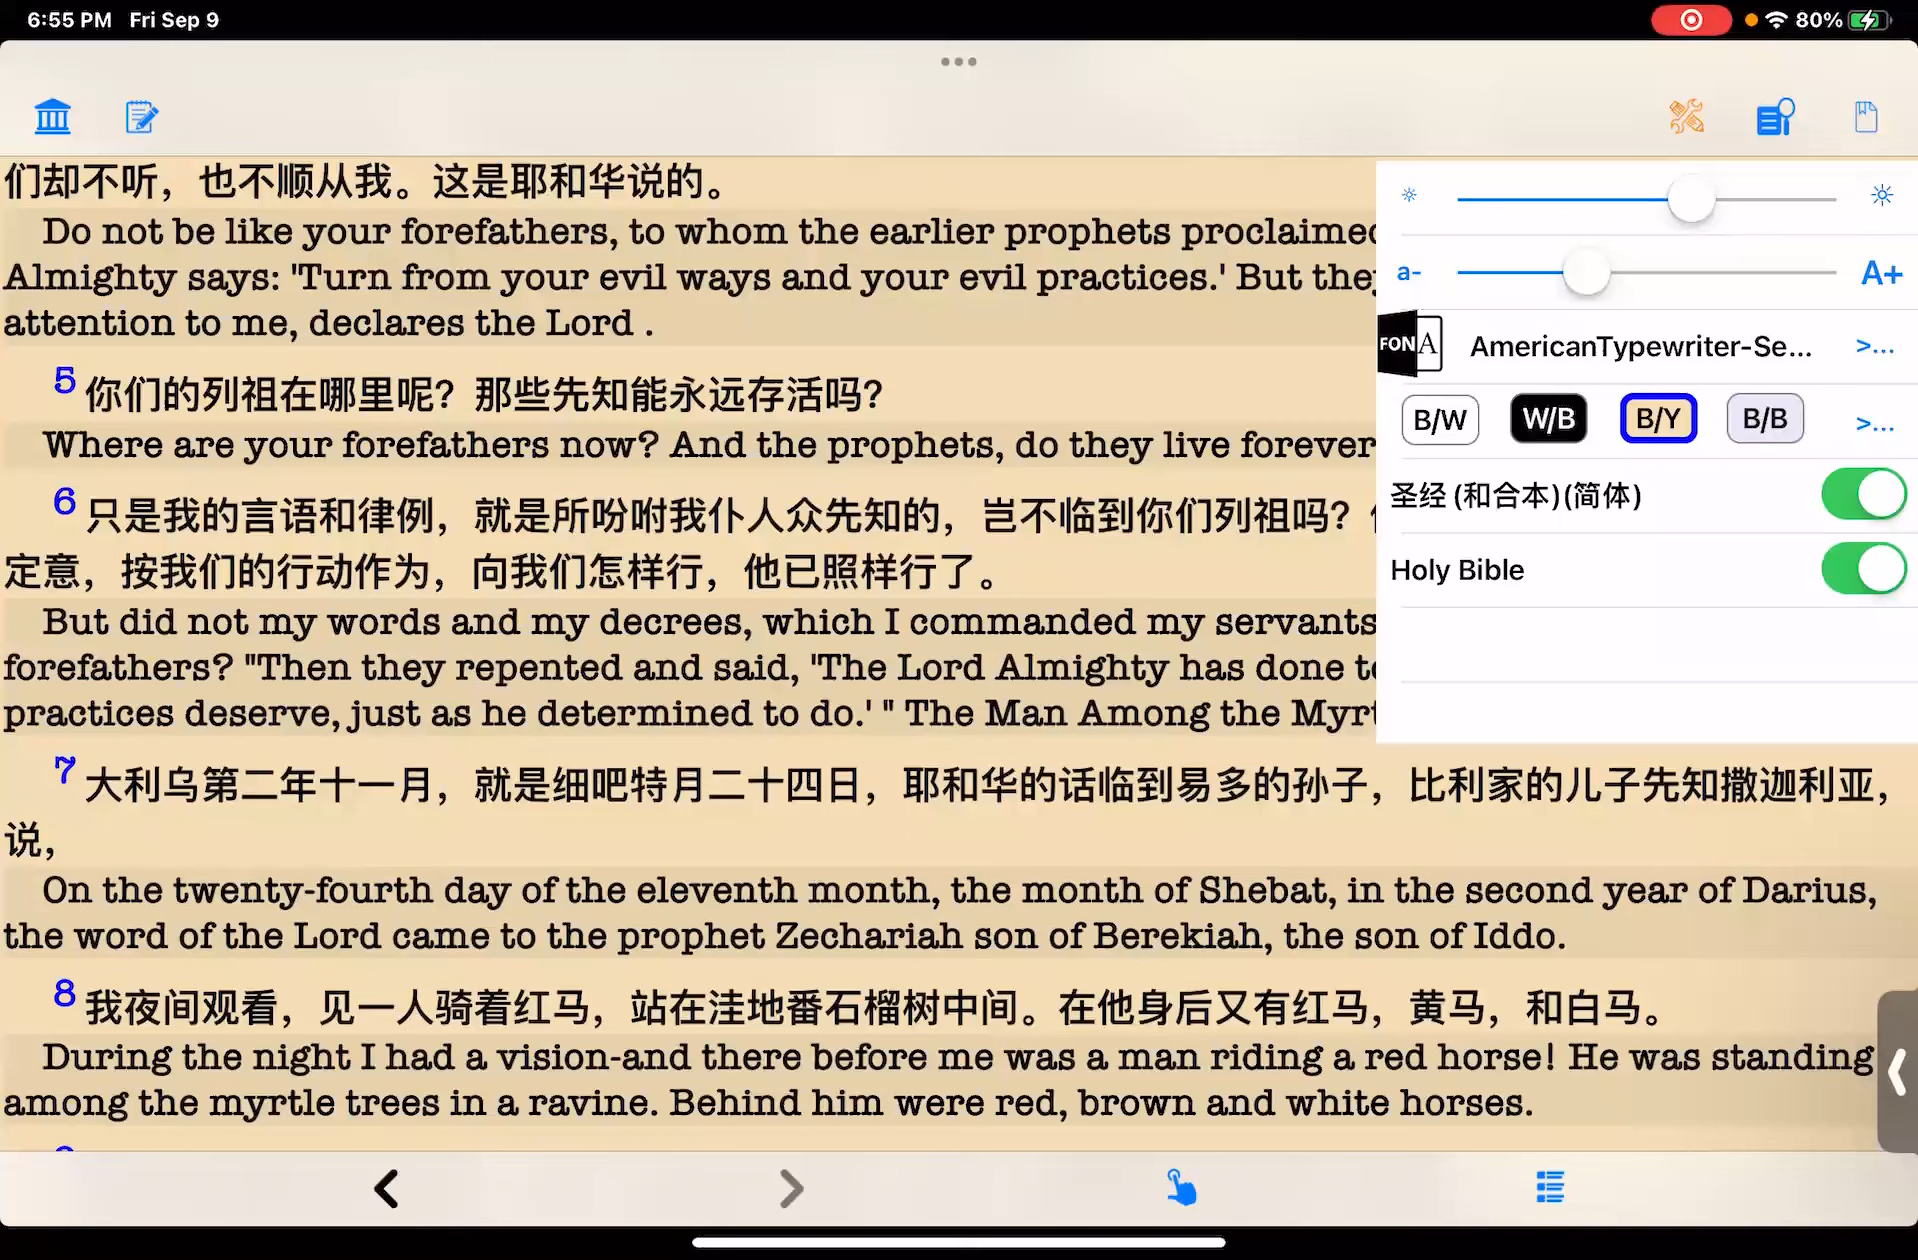 6:55 PM Fri Sep 9
80%
们却不听，也不顺从我。这是耶和华说的。
Do not be like your forefathers, to whom the earlier prophets proclaimed
Almighty says: 'Turn from your evil ways and your evil practices.' But they
attention to me, declares the Lord .
5 你们的列祖在哪里呢？那些先知能永远存活吗？
Where are your forefathers now? And the prophets, do they live forever
6 只是我的言语和律例，就是所吩咐我仆人众先知的，岂不临到你们列祖吗？
定意，按我们的行动作为，向我们怎样行，他已照样行了。
But did not my words and my decrees, which I commanded my servants
forefathers? "Then they repented and said, 'The Lord Almighty has done
practices deserve, just as he determined to do.' " The Man Among the
7 大利乌第二年十一月，就是细吧特月二十四日，耶和华的话临到易多的孙子，比利家的儿子先知撒迦利亚，
说，
On the twenty-fourth day of the eleventh month, the month of Shebat, in the second year of Darius,
the word of the Lord came to the prophet Zechariah son of Berekiah, the son of Iddo.
8 我夜间观看，见一人骑着红马，站在洼地番石榴树中间。在他身后又有红马，黄马，和白马。
During the night I had a vision-and there before me was a man riding a red horse! He was standing
among the myrtle trees in a ravine. Behind him were red, brown and white horses.
a- A+
FON A AmericanTypewriter-Se... >...
B/W W/B B/Y B/B >...
圣经 (和合本)(简体)
Holy Bible